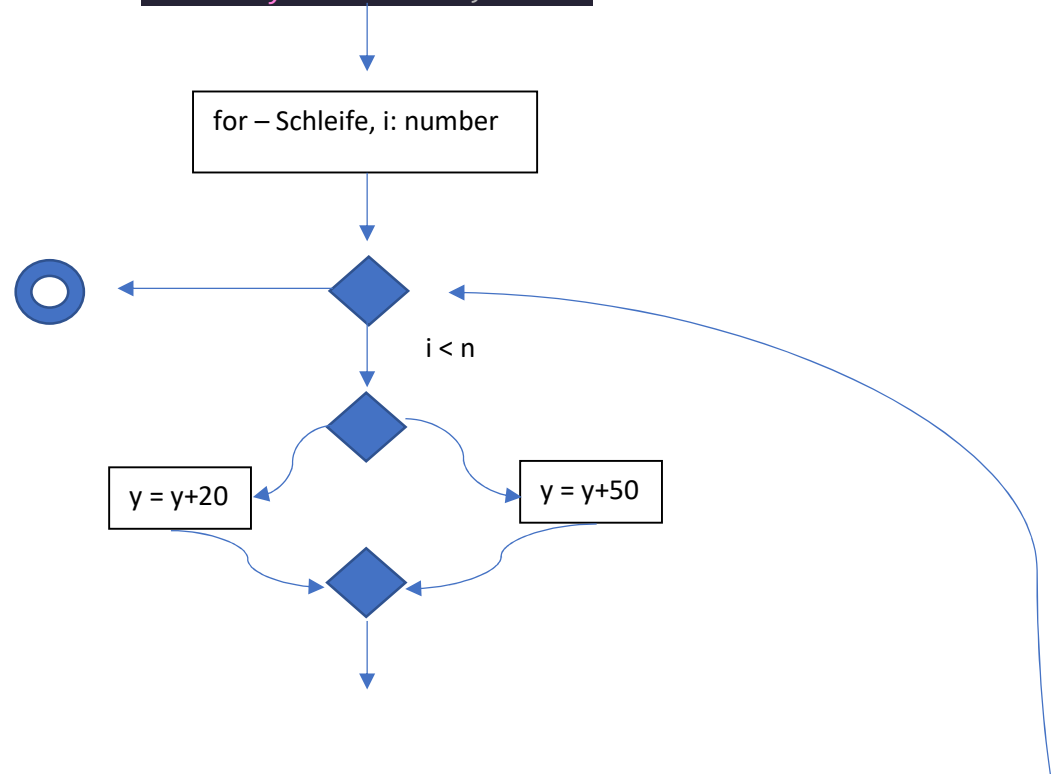 for – Schleife, i: number
i < n
y = y+20
y = y+50